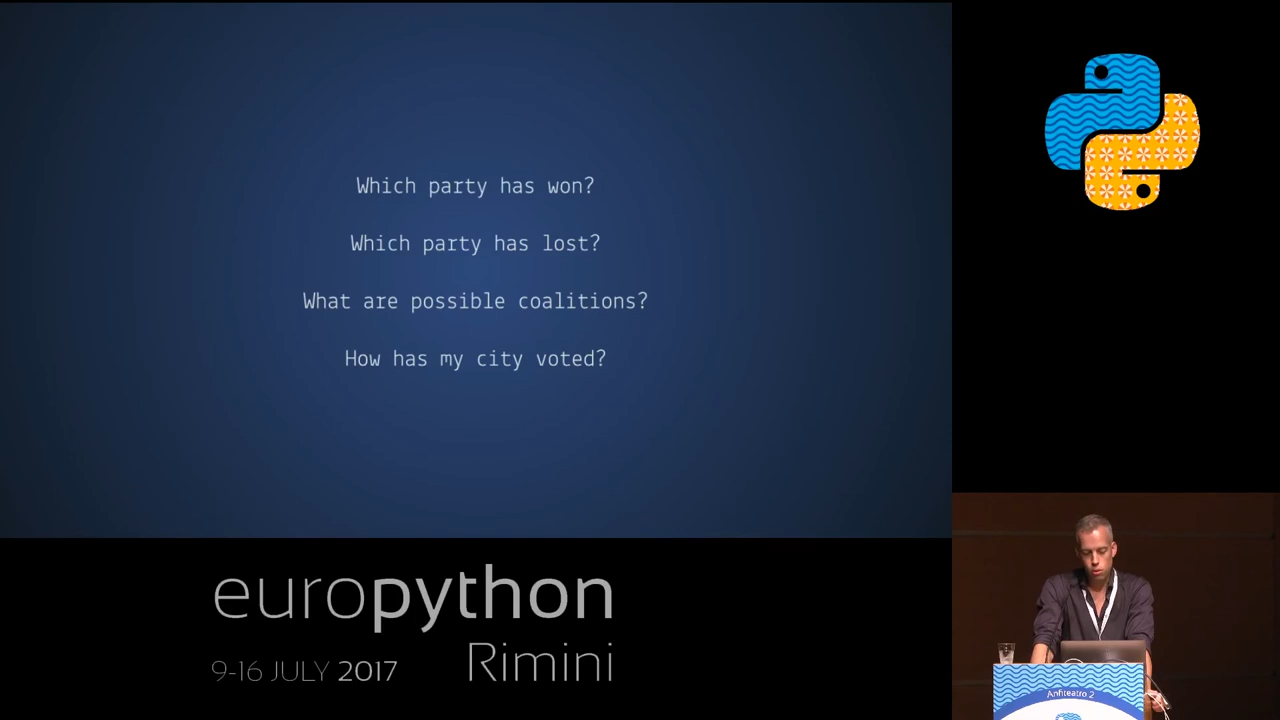 Which party has won?
Which party has lost?
What are possible coalitions?
How has my city voted?
europython
9-16 JULY 2017 Rimini
Anfiteatro 2